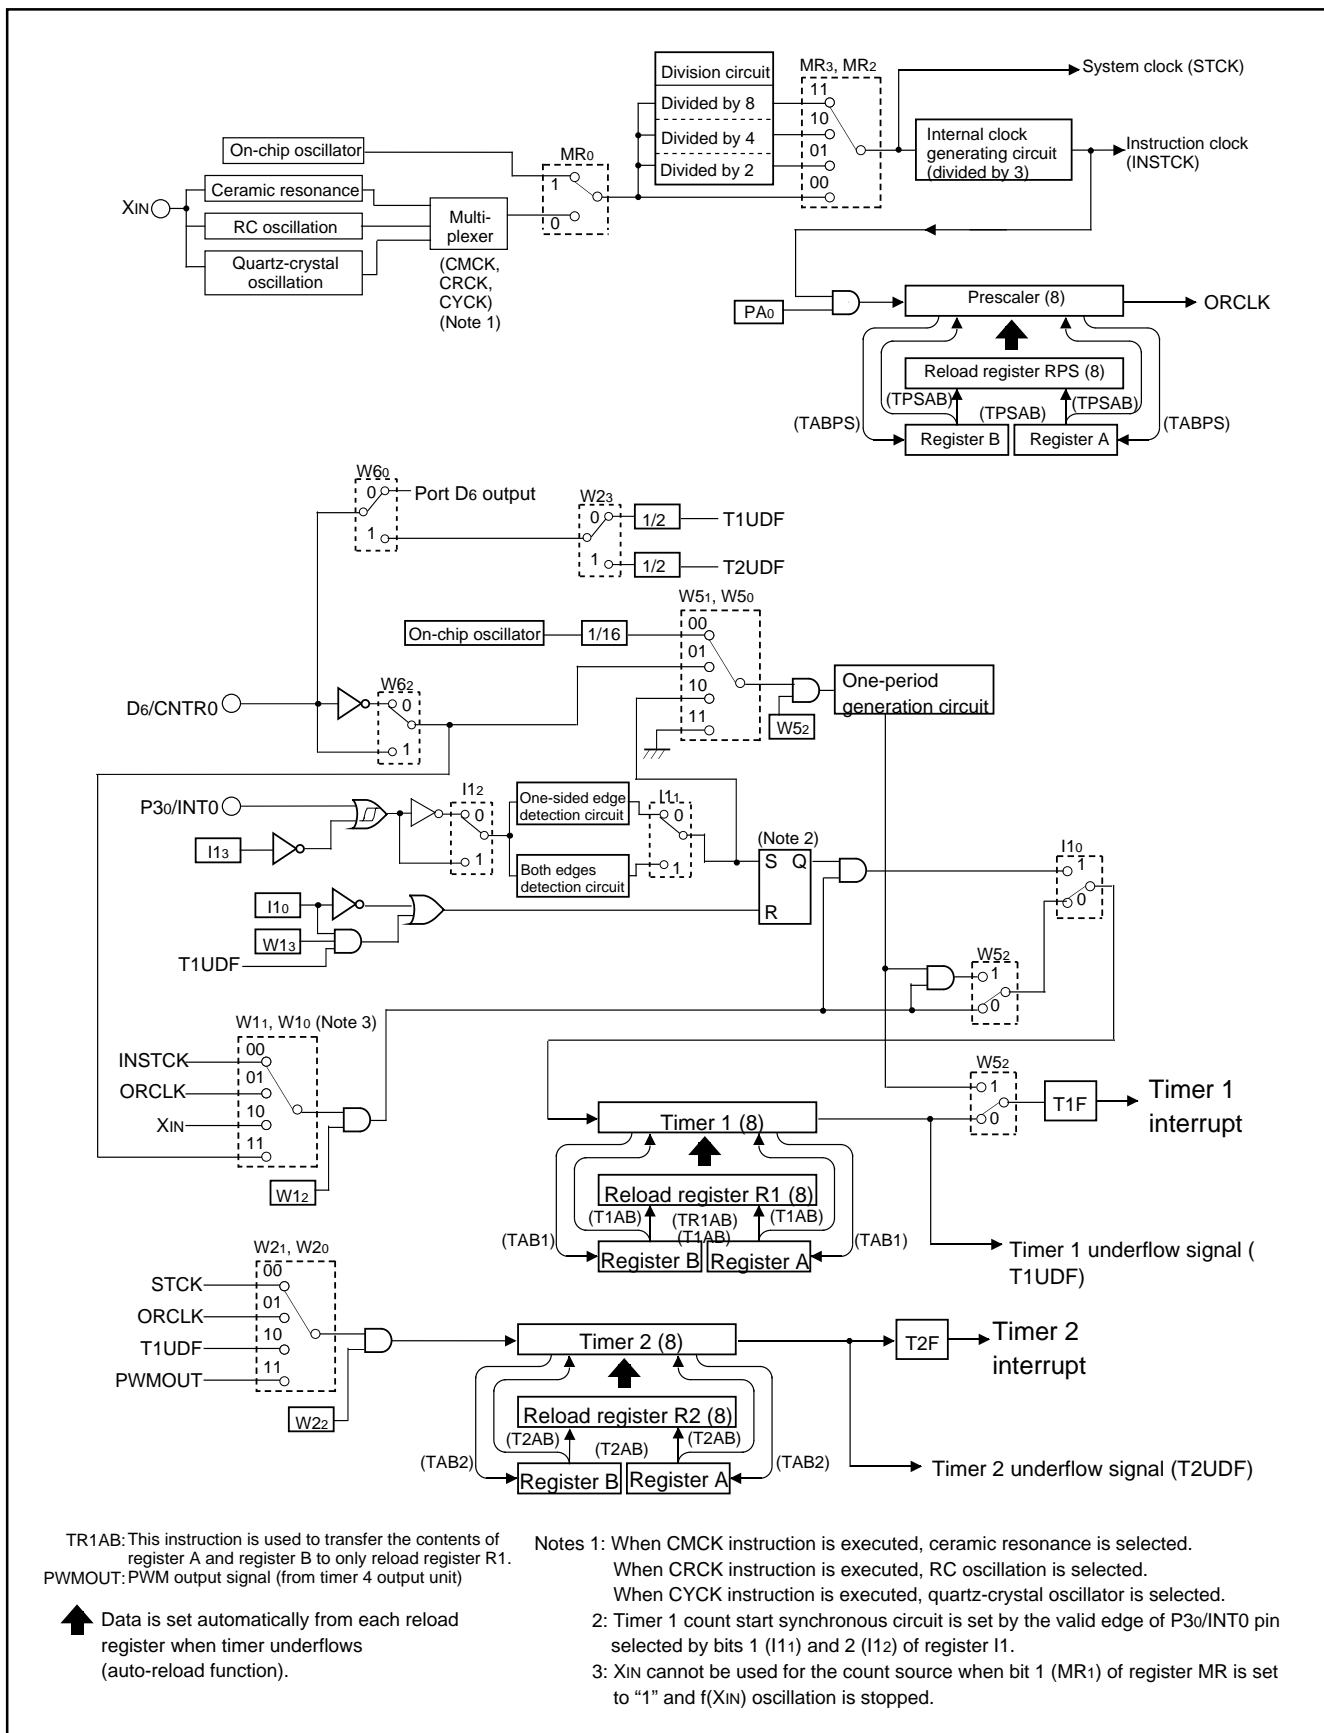 Division circuit
MR3, MR2
System clock (STCK)
Divided by 8
11
Divided by 4
10
Divided by 2
01
00
Internal clock
generating circuit
(divided by 3)
Instruction clock
(INSTCK)
On-chip oscillator
MR0
1
0
Ceramic resonance
XIN
RC oscillation
Quartz-crystal
oscillation
Multi-
plexer
(CMCK,
CRCK,
CYCK)
(Note 1)
PA0
Prescaler (8)
ORCLK
Reload register RPS (8)
(TPSAB)
(TPSAB)
(TPSAB)
(TABPS)
(TABPS)
Register B
Register A
W60
0
Port D6 output
1
W23
0
1/2
T1UDF
1
1/2
T2UDF
W51, W50
On-chip oscillator
1/16
00
01
10
11
W52
One-period
generation circuit
D6/CNTR0
W62
0
1
P30/INT0
I13
I12
0
1
One-sided edge
detection circuit
Both edges
detection circuit
I11
0
1
(Note 2)
S Q
R
I10
1
0
I10
W13
T1UDF
W52
1
0
W11, W10 (Note 3)
INSTCK
00
ORCLK
01
XIN
10
11
W12
W52
1
0
T1F
Timer 1
interrupt
Timer 1 (8)
Reload register R1 (8)
(T1AB)
(TR1AB)
(T1AB)
(T1AB)
(TAB1)
(TAB1)
Register B
Register A
Timer 1 underflow signal (
T1UDF)
W21, W20
STCK
00
ORCLK
01
T1UDF
10
PWMOUT
11
W22
Timer 2 (8)
T2F
Timer 2
interrupt
Reload register R2 (8)
(T2AB)
(T2AB)
(T2AB)
(TAB2)
(TAB2)
Register B
Register A
Timer 2 underflow signal (T2UDF)
TR1AB: This instruction is used to transfer the contents of
register A and register B to only reload register R1.
PWMOUT: PWM output signal (from timer 4 output unit)
Data is set automatically from each reload
register when timer underflows
(auto-reload function).
Notes 1: When CMCK instruction is executed, ceramic resonance is selected.
When CRCK instruction is executed, RC oscillation is selected.
When CYCK instruction is executed, quartz-crystal oscillator is selected.
2: Timer 1 count start synchronous circuit is set by the valid edge of P30/INT0 pin
selected by bits 1 (I11) and 2 (I12) of register I1.
3: XIN cannot be used for the count source when bit 1 (MR1) of register MR is set
to “1” and f(XIN) oscillation is stopped.